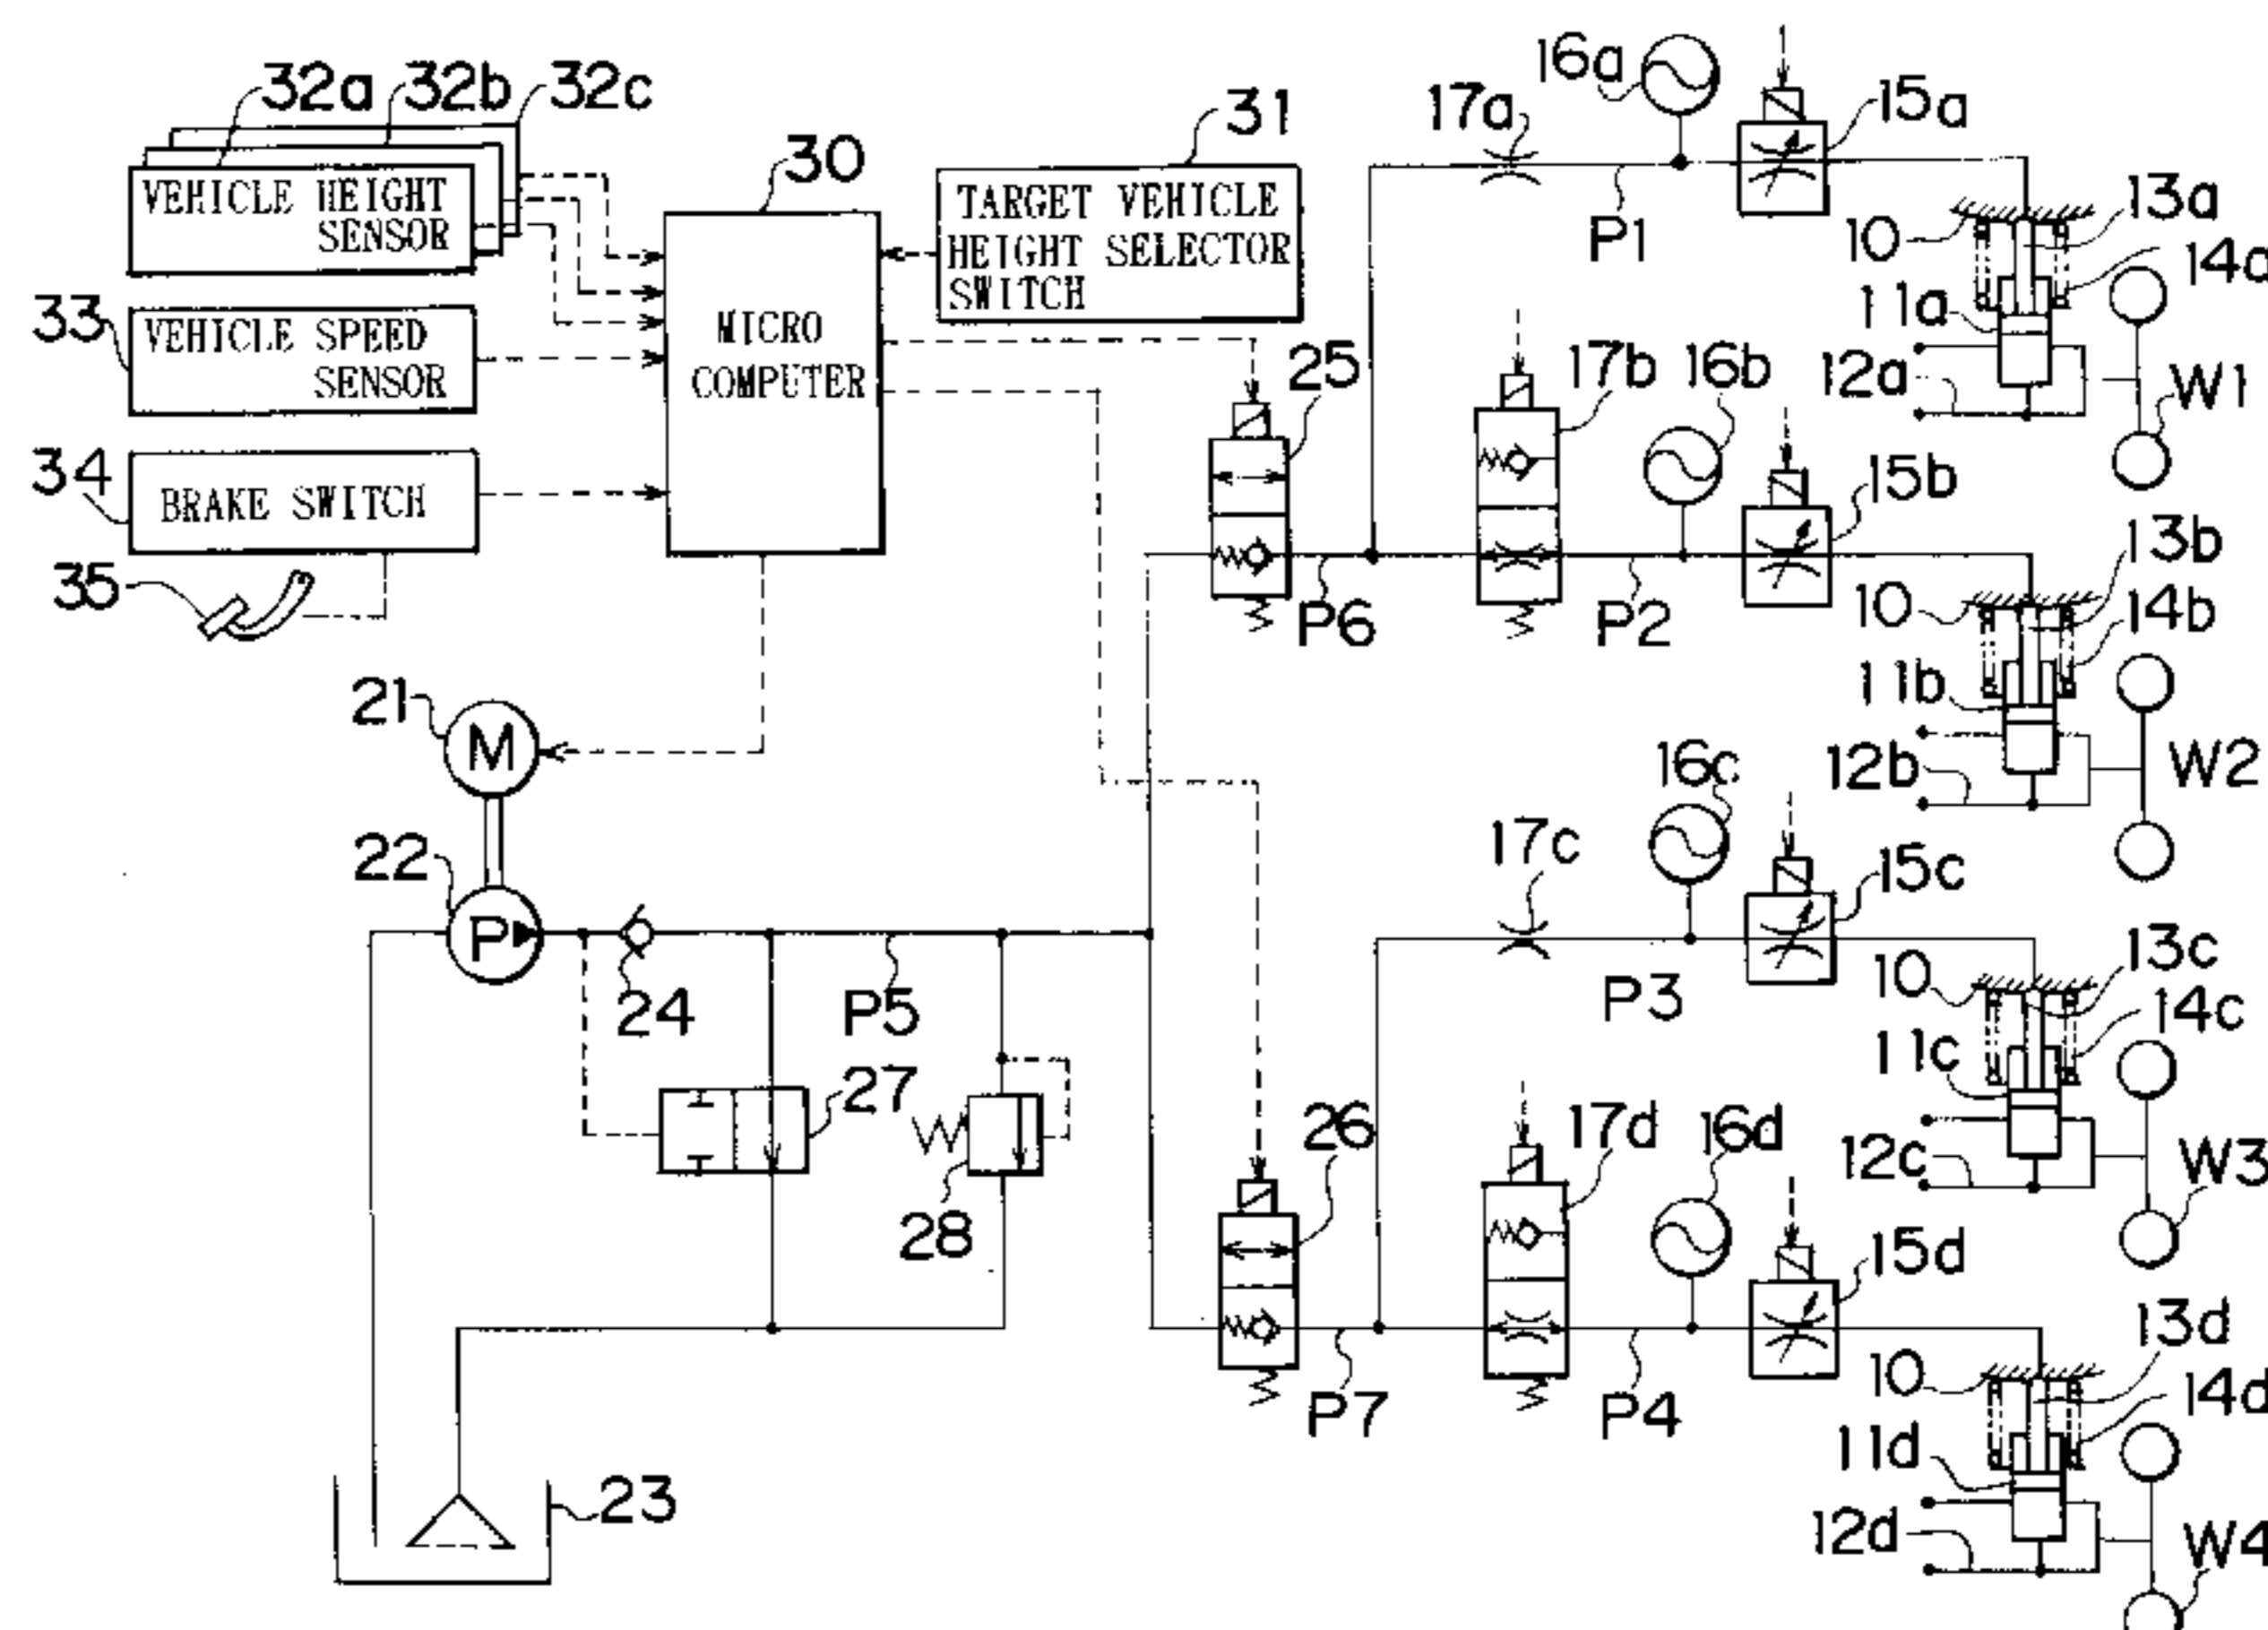 32a 32b 32c
VEHICLE HEIGHT
SENSOR
33
VEHICLE SPEED
SENSOR
34
BRAKE SWITCH
35
30
MICRO
COMPUTER
31
TARGET VEHICLE
HEIGHT SELECTOR
SWITCH
16a
17a
15a
P1
10
13a
14a
11a
12a
W1
25
17b
16b
15b
P6
P2
10
13b
14b
11b
12b
W2
21
M
22
P
24
P5
27
28
23
16c
17c
15c
P3
10
13c
14c
11c
12c
W3
26
17d
16d
15d
P7
P4
10
13d
14d
11d
12d
W4